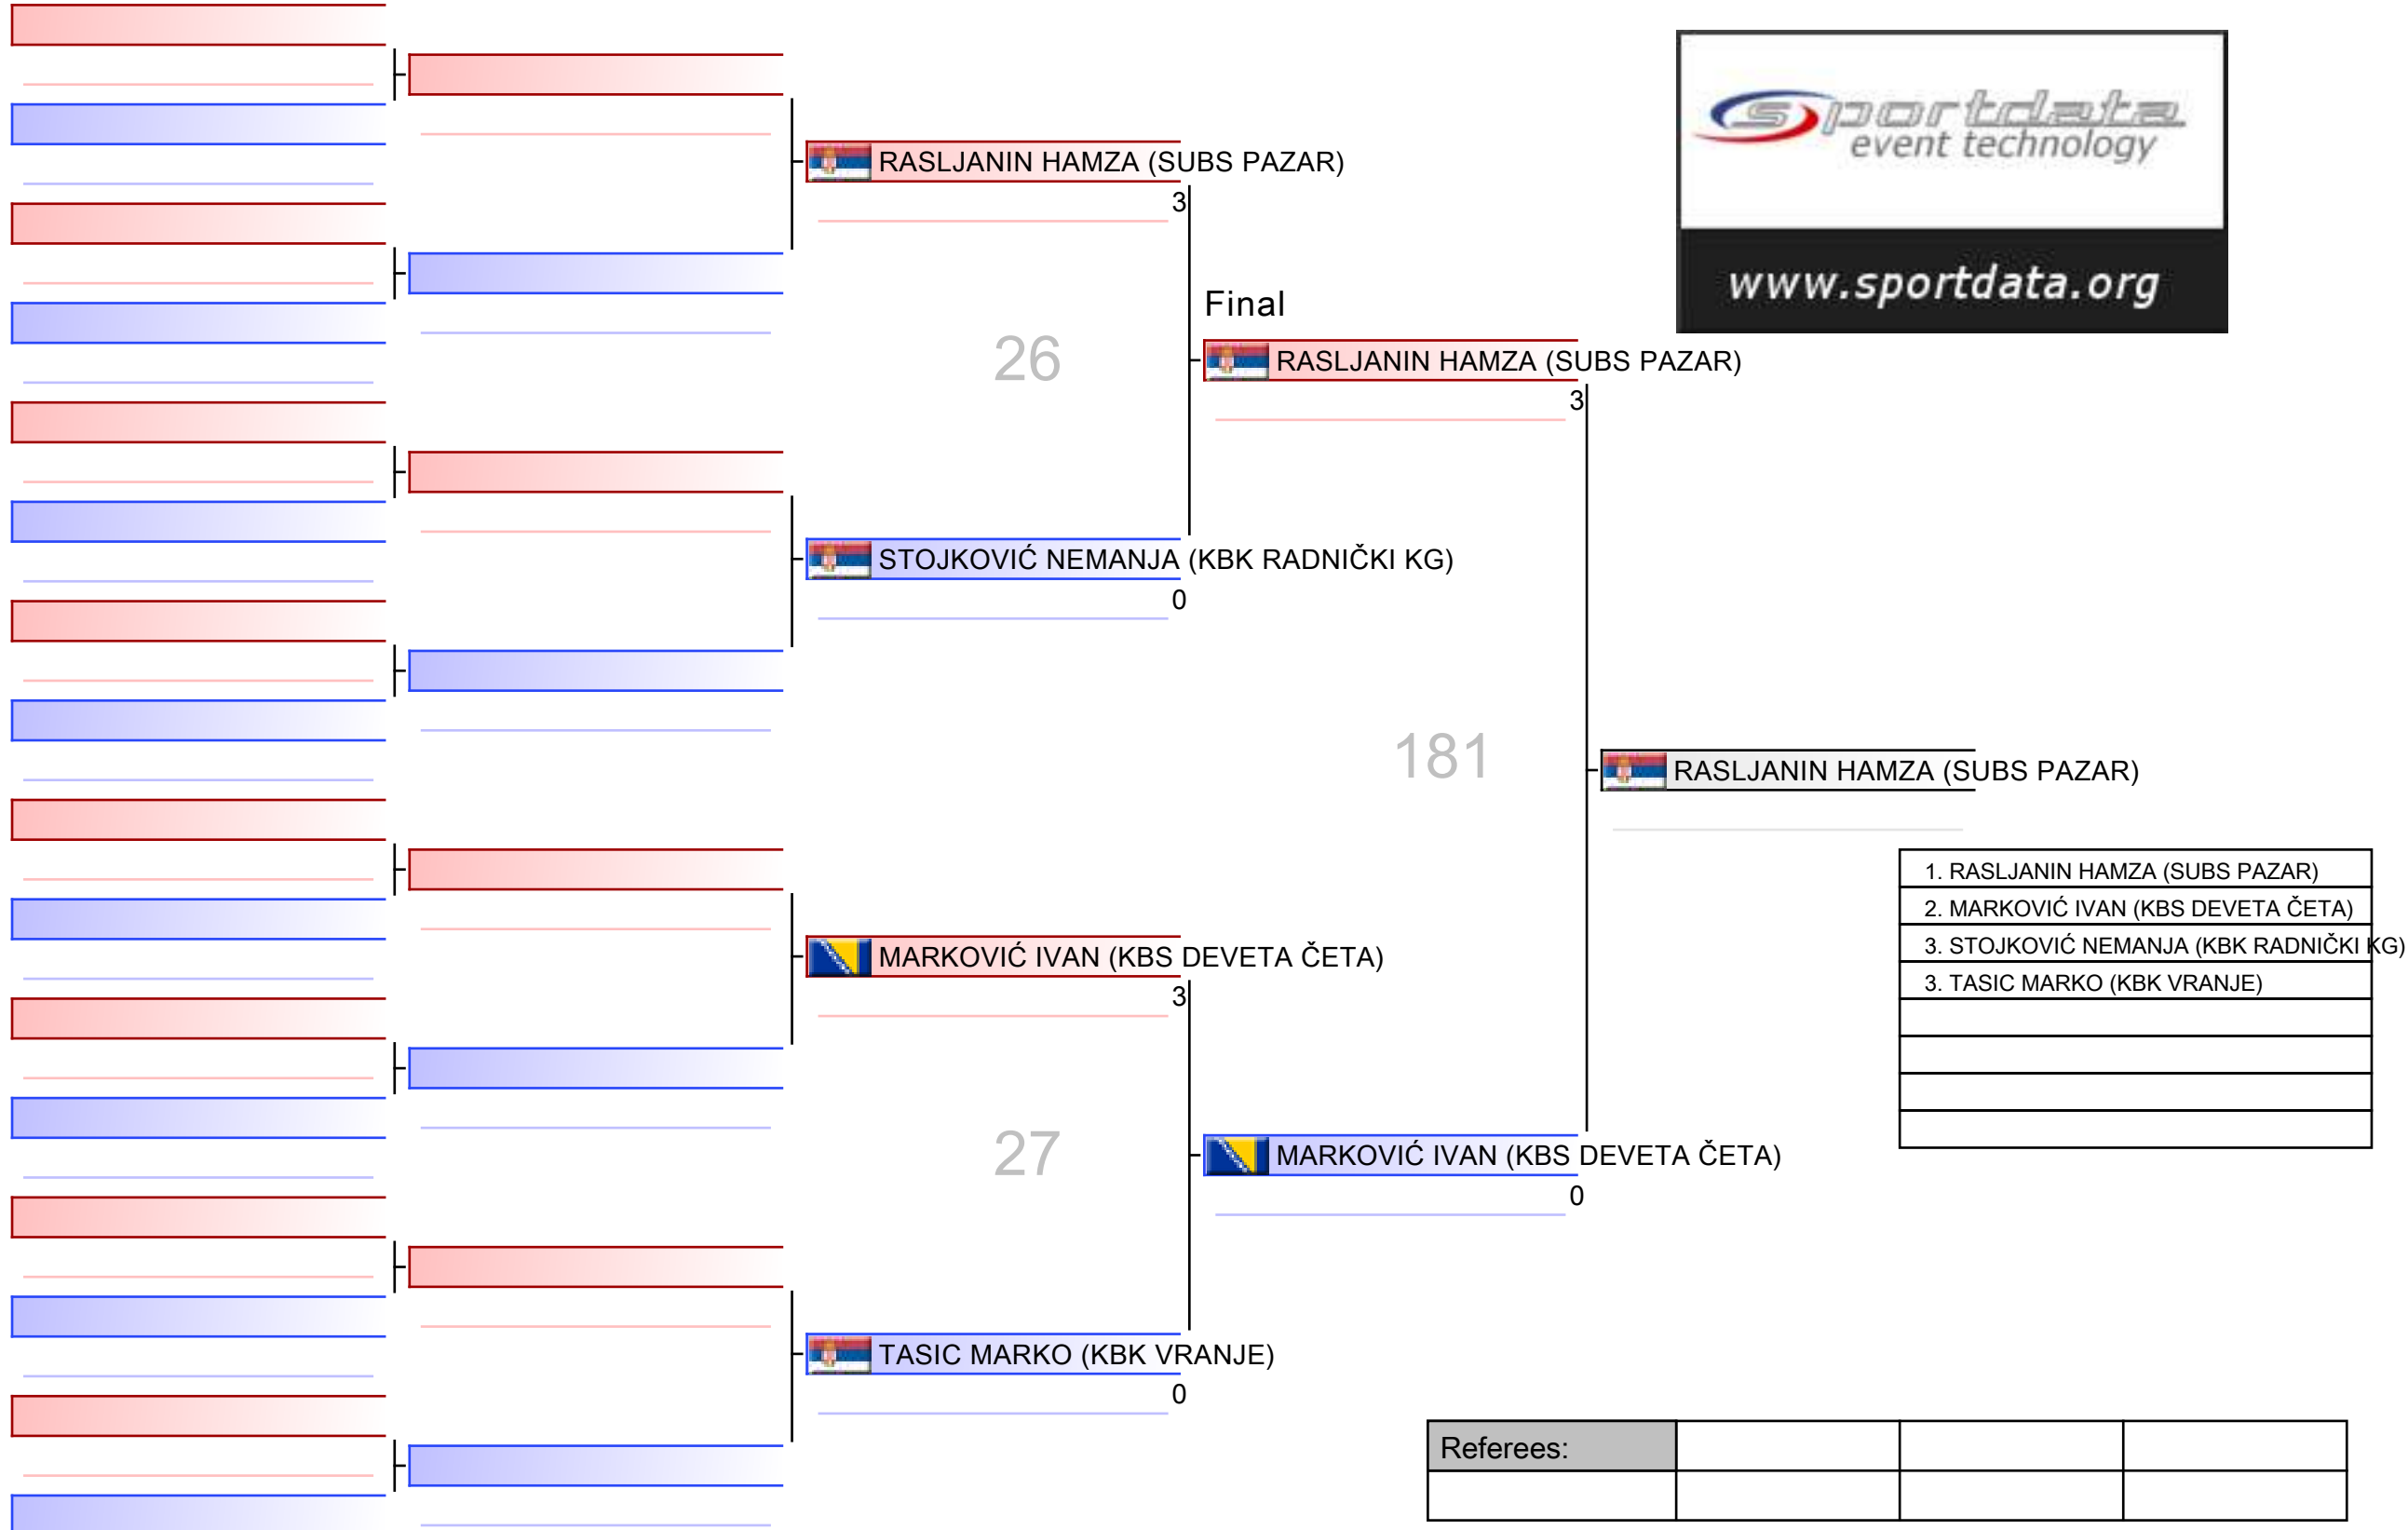 sportdata
event technology
www.sportdata.org
RASLJANIN HAMZA (SUBS PAZAR)
3
26
STOJKOVIĆ NEMANJA (KBK RADNIČKI KG)
0
MARKOVIĆ IVAN (KBS DEVETA ČETA)
3
27
TASIC MARKO (KBK VRANJE)
0
Final
RASLJANIN HAMZA (SUBS PAZAR)
3
181
MARKOVIĆ IVAN (KBS DEVETA ČETA)
0
RASLJANIN HAMZA (SUBS PAZAR)
1. RASLJANIN HAMZA (SUBS PAZAR)
2. MARKOVIĆ IVAN (KBS DEVETA ČETA)
3. STOJKOVIĆ NEMANJA (KBK RADNIČKI KG)
3. TASIC MARKO (KBK VRANJE)
Referees: